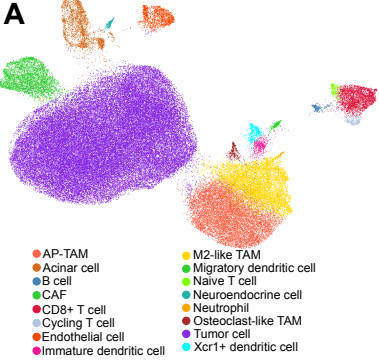 A
AP-TAM
Acinar cell
B cell
CAF
CD8+ T cell
Cycling T cell
Endothelial cell
Immature dendritic cell
M2-like TAM
Migratory dendritic cell
Naive T cell
Neuroendocrine cell
Neutrophil
Osteoclast-like TAM
Tumor cell
Xcr1+ dendritic cell